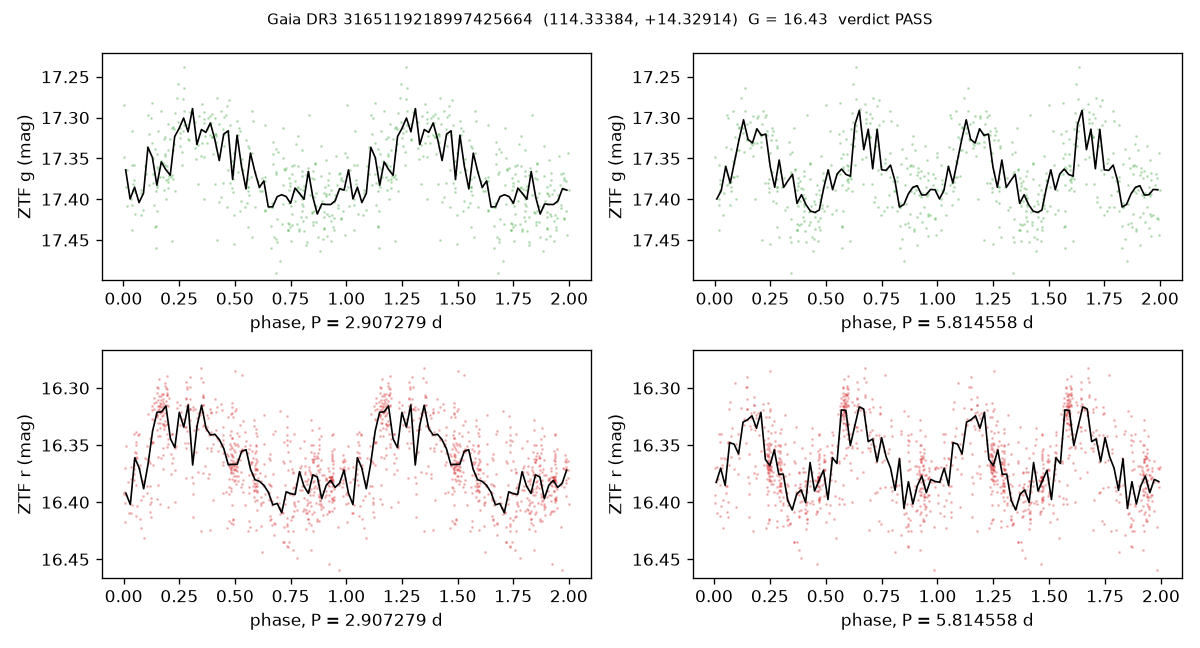 Gaia DR3 3165119218997425664 (114.33384, +14.32914) G = 16.43 verdict PASS
ZTF g (mag)
17.25
17.30
17.35
17.40
17.45
0.00 0.25 0.50 0.75 1.00 1.25 1.50 1.75 2.00
phase, P = 2.907279 d
ZTF g (mag)
17.25
17.30
17.35
17.40
17.45
0.00 0.25 0.50 0.75 1.00 1.25 1.50 1.75 2.00
phase, P = 5.814558 d
ZTF r (mag)
16.30
16.35
16.40
16.45
0.00 0.25 0.50 0.75 1.00 1.25 1.50 1.75 2.00
phase, P = 2.907279 d
ZTF r (mag)
16.30
16.35
16.40
16.45
0.00 0.25 0.50 0.75 1.00 1.25 1.50 1.75 2.00
phase, P = 5.814558 d